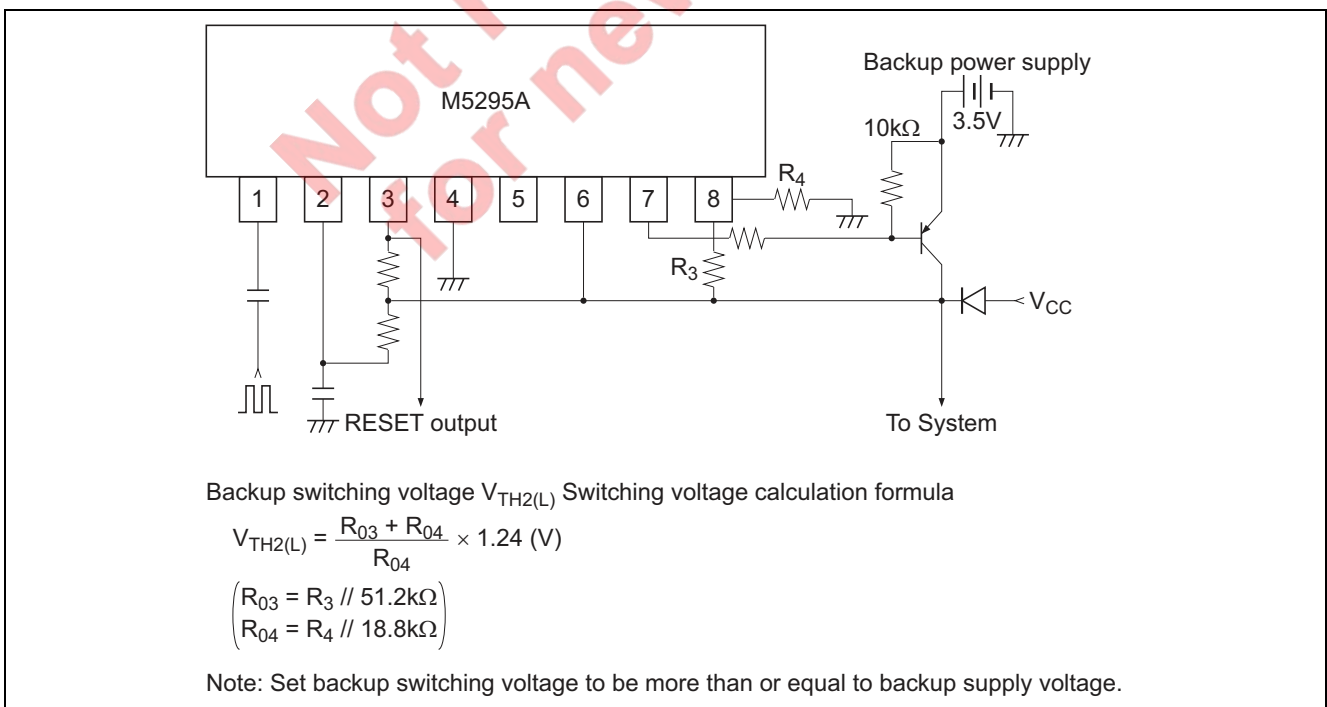 Not
for new
M5295A
Backup power supply
10kΩ
3.5V
R4
1 2 3 4 5 6 7 8
R3
VCC
RESET output
To System
Backup switching voltage VTH2(L) Switching voltage calculation formula
VTH2(L) = (R03 + R04) / R04 × 1.24 (V)
R03 = R3 // 51.2kΩ
R04 = R4 // 18.8kΩ
Note: Set backup switching voltage to be more than or equal to backup supply voltage.